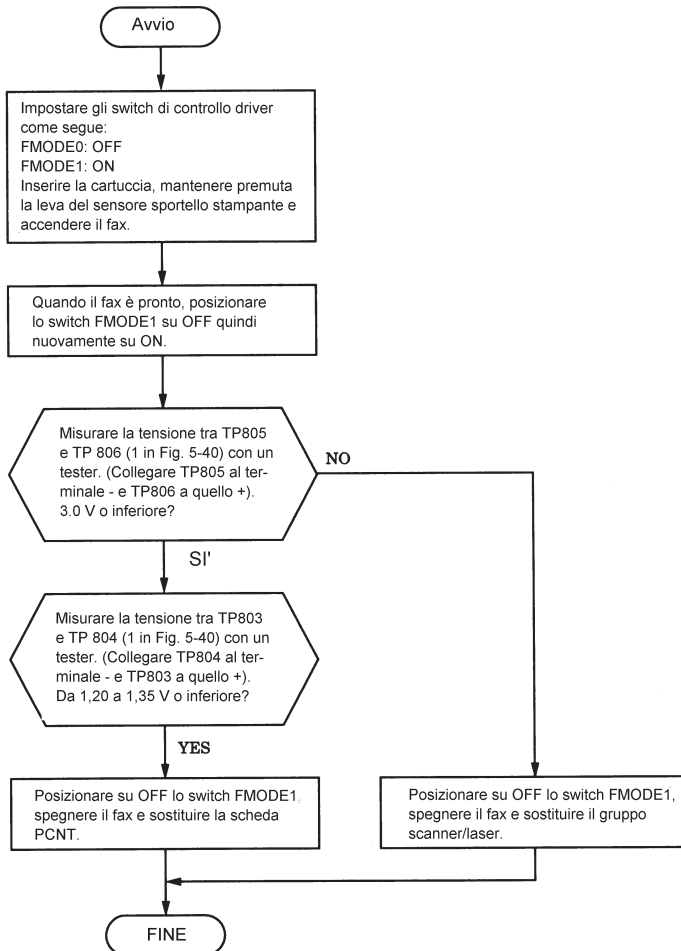 Avvio
Impostare gli switch di controllo driver
come segue:
FMODE0: OFF
FMODE1: ON
Inserire la cartuccia, mantenere premuta
la leva del sensore sportello stampante e
accendere il fax.
Quando il fax è pronto, posizionare
lo switch FMODE1 su OFF quindi
nuovamente su ON.
Misurare la tensione tra TP805
e TP 806 (1 in Fig. 5-40) con un
tester. (Collegare TP805 al ter-
minale - e TP806 a quello +).
3.0 V o inferiore?
NO
SI'
Misurare la tensione tra TP803
e TP 804 (1 in Fig. 5-40) con un
tester. (Collegare TP804 al ter-
minale - e TP803 a quello +).
Da 1,20 a 1,35 V o inferiore?
YES
Posizionare su OFF lo switch FMODE1,
spegnere il fax e sostituire la scheda
PCNT.
Posizionare su OFF lo switch FMODE1,
spegnere il fax e sostituire il gruppo
scanner/laser.
FINE